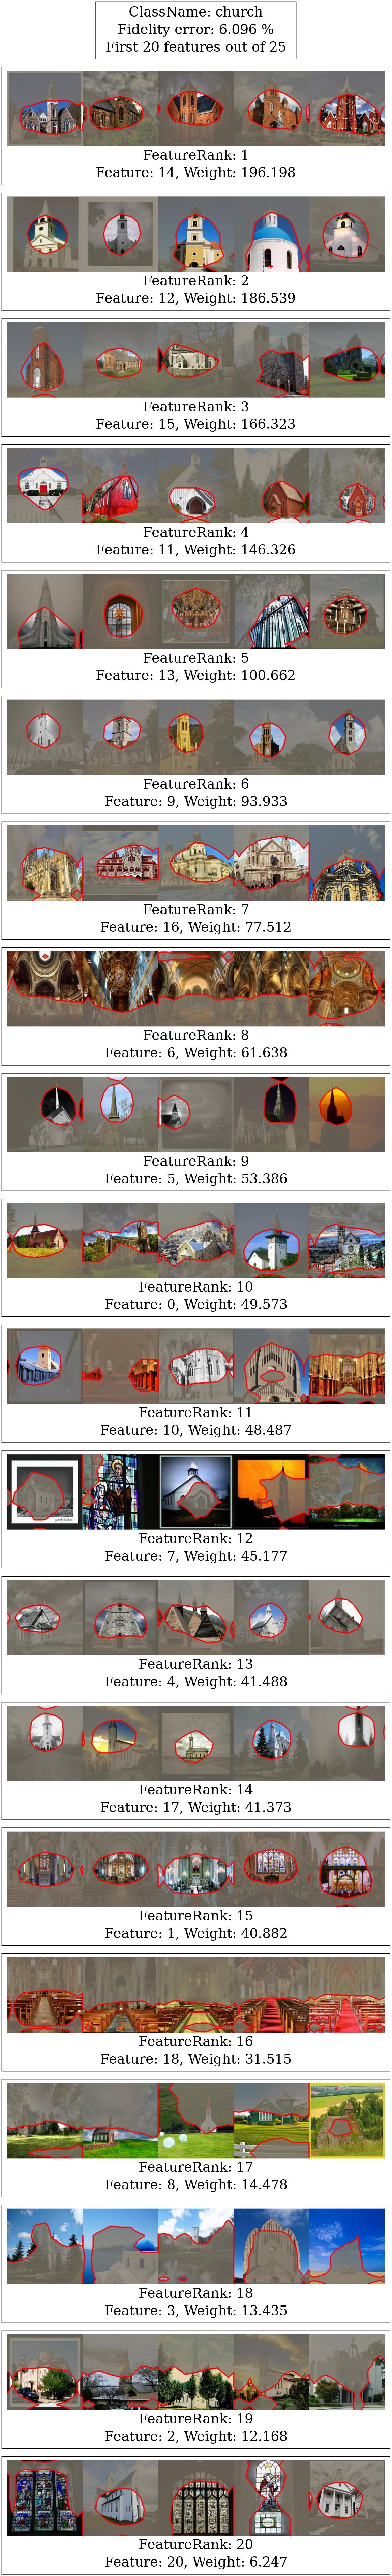 ClassName: church
Fidelity error: 6.096 %
First 20 features out of 25
FeatureRank: 1
Feature: 14, Weight: 196.198
FeatureRank: 2
Feature: 12, Weight: 186.539
FeatureRank: 3
Feature: 15, Weight: 166.323
FeatureRank: 4
Feature: 11, Weight: 146.326
FeatureRank: 5
Feature: 13, Weight: 100.662
FeatureRank: 6
Feature: 9, Weight: 93.933
FeatureRank: 7
Feature: 16, Weight: 77.512
FeatureRank: 8
Feature: 6, Weight: 61.638
FeatureRank: 9
Feature: 5, Weight: 53.386
FeatureRank: 10
Feature: 0, Weight: 49.573
FeatureRank: 11
Feature: 10, Weight: 48.487
FeatureRank: 12
Feature: 7, Weight: 45.177
FeatureRank: 13
Feature: 4, Weight: 41.488
FeatureRank: 14
Feature: 17, Weight: 41.373
FeatureRank: 15
Feature: 1, Weight: 40.882
FeatureRank: 16
Feature: 18, Weight: 31.515
FeatureRank: 17
Feature: 8, Weight: 14.478
FeatureRank: 18
Feature: 3, Weight: 13.435
FeatureRank: 19
Feature: 2, Weight: 12.168
FeatureRank: 20
Feature: 20, Weight: 6.247